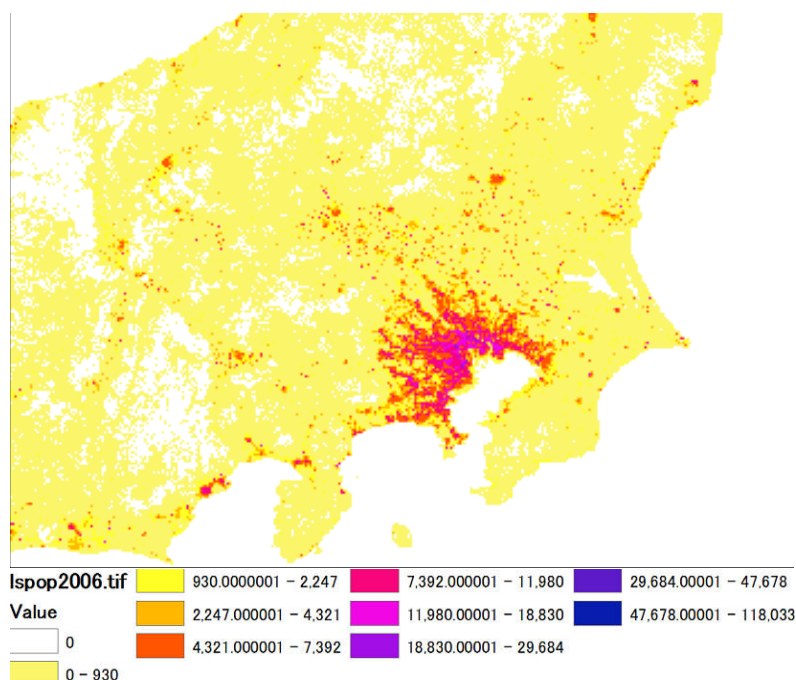 lspop2006.tif
Value
0
0 – 930
930.0000001 – 2,247
2,247.000001 – 4,321
4,321.000001 – 7,392
7,392.000001 – 11,980
11,980.00001 – 18,830
18,830.00001 – 29,684
29,684.00001 – 47,678
47,678.00001 – 118,033